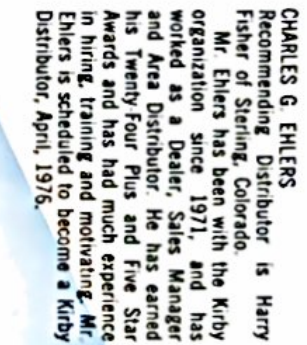 CHARLES G. EHLERS
Recommending Distributor is Harry
Fisher of Sterling, Colorado.
Mr. Ehlers has been with the Kirby
organization since 1971, and has
worked as a Dealer, Sales Manager
and Area Distributor. He has earned
his Twenty-Four Plus and Five Star
Awards and has had much experience
in hiring, training and motivating. Mr.
Ehlers is scheduled to become a Kirby
Distributor, April, 1976.